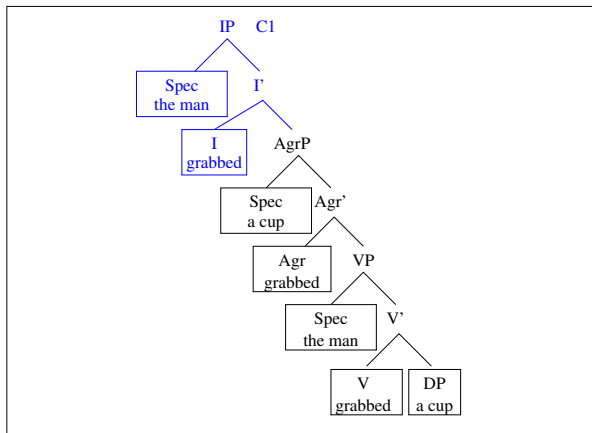 IP C1
Spec
the man
I'
I
grabbed
AgrP
Spec
a cup
Agr'
Agr
grabbed
VP
Spec
the man
V'
V
grabbed
DP
a cup